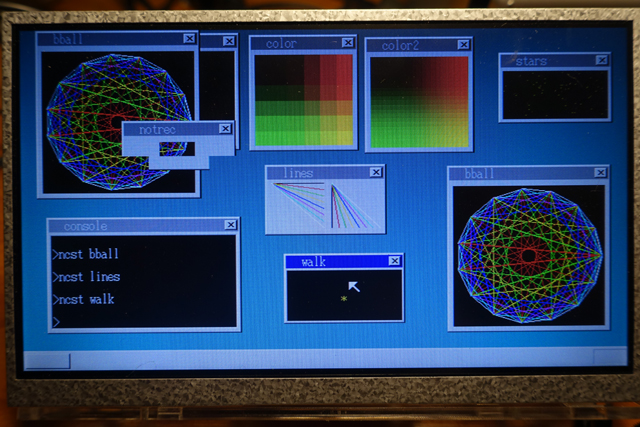 bball
color
color2
stars
notrec
lines
bball
console
>ncst bball
>ncst lines
>ncst walk
>
walk